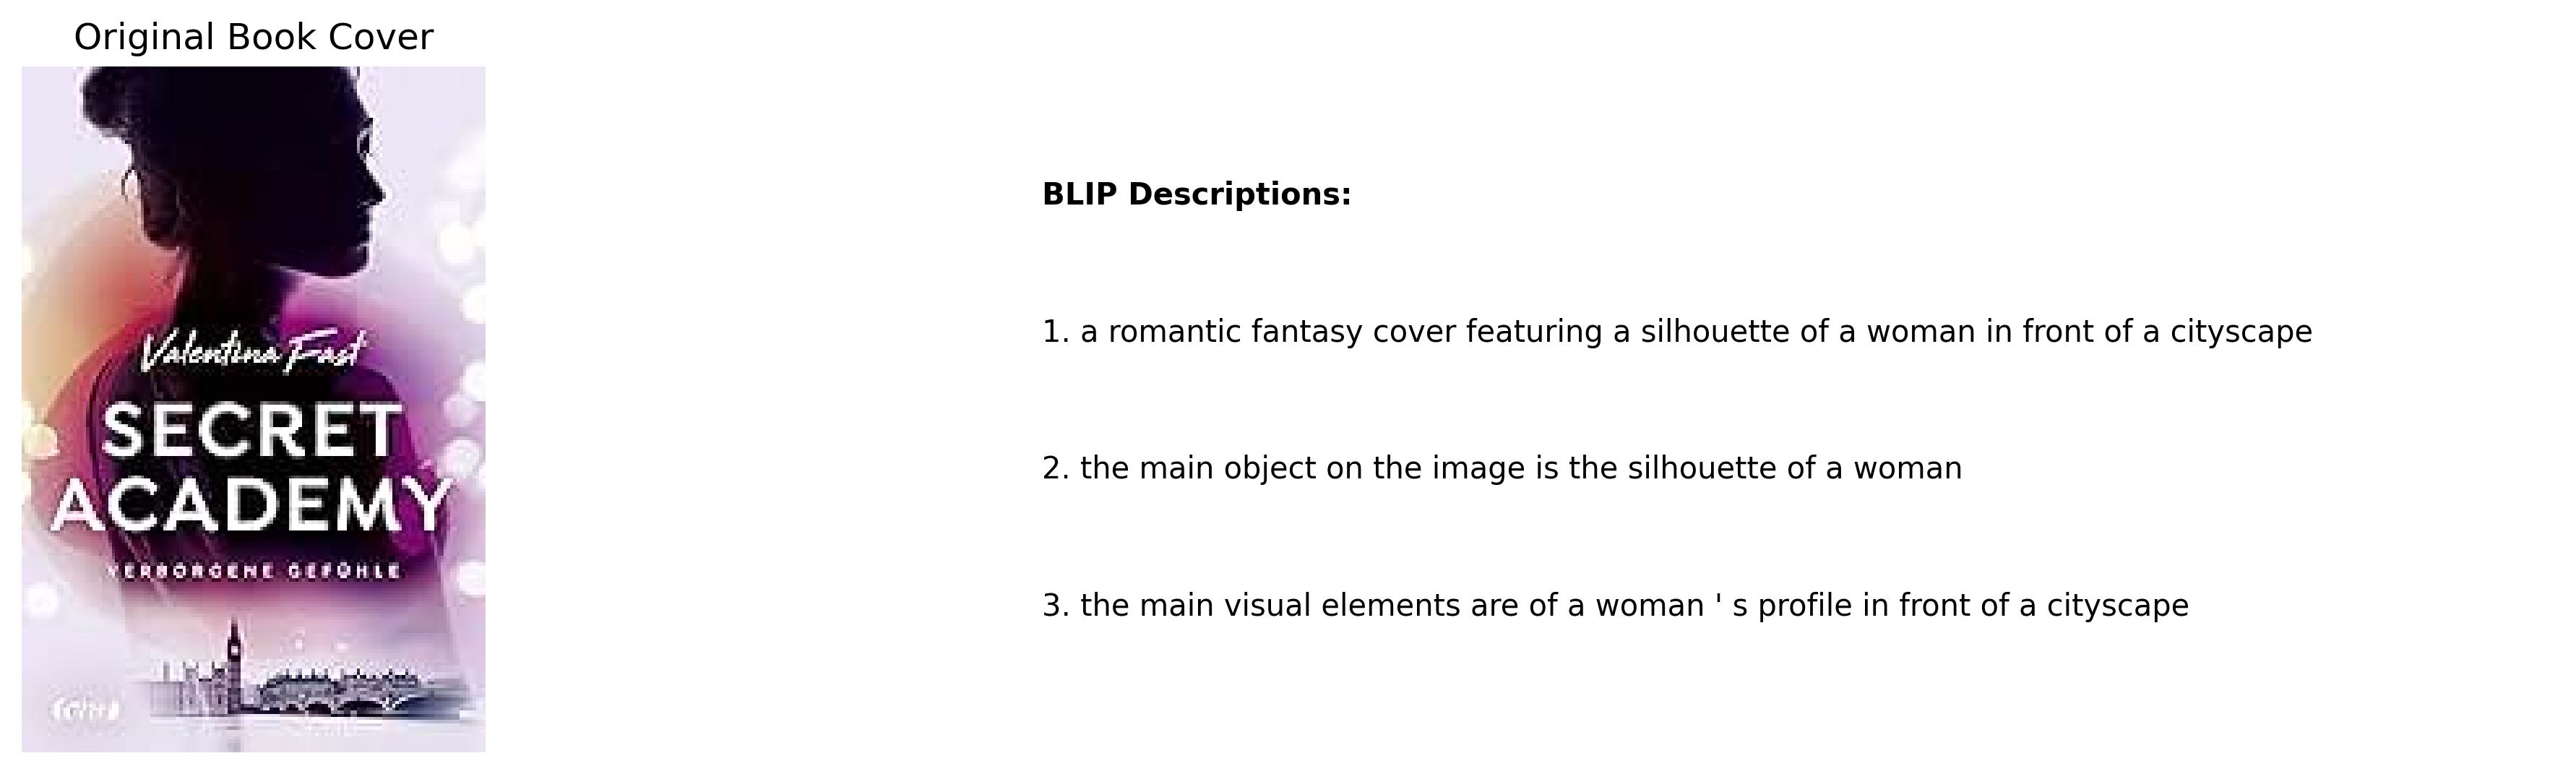 Original Book Cover
Valentina Fast
SECRET
ACADEMY
VERBORGENE GEFÜHLE
BLIP Descriptions:
1. a romantic fantasy cover featuring a silhouette of a woman in front of a cityscape
2. the main object on the image is the silhouette of a woman
3. the main visual elements are of a woman ' s profile in front of a cityscape